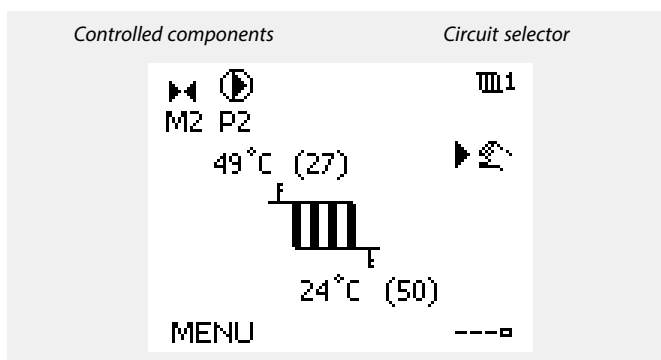 Controlled components Circuit selector
1
M2 P2
49°C (27)
24°C (50)
MENU ---